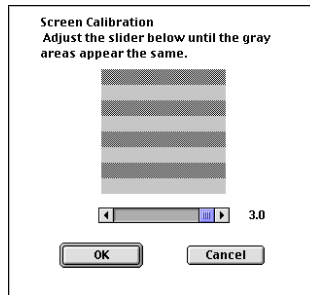 Screen Calibration
Adjust the slider below until the gray
areas appear the same.
3.0
OK
Cancel